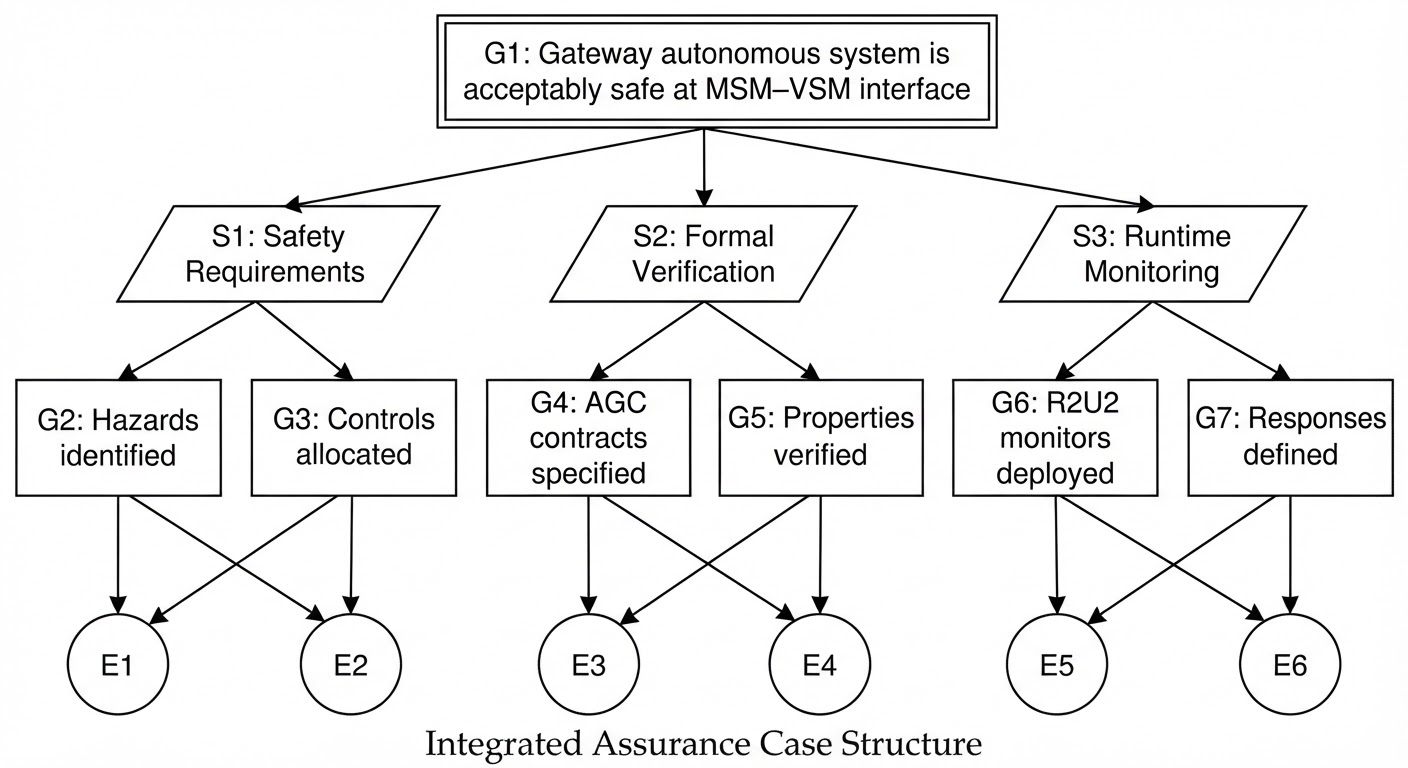 G1: Gateway autonomous system is
acceptably safe at MSM–VSM interface
S1: Safety
Requirements
S2: Formal
Verification
S3: Runtime
Monitoring
G2: Hazards
identified
G3: Controls
allocated
G4: AGC
contracts
specified
G5: Properties
verified
G6: R2U2
monitors
deployed
G7: Responses
defined
E1
E2
E3
E4
E5
E6
Integrated Assurance Case Structure